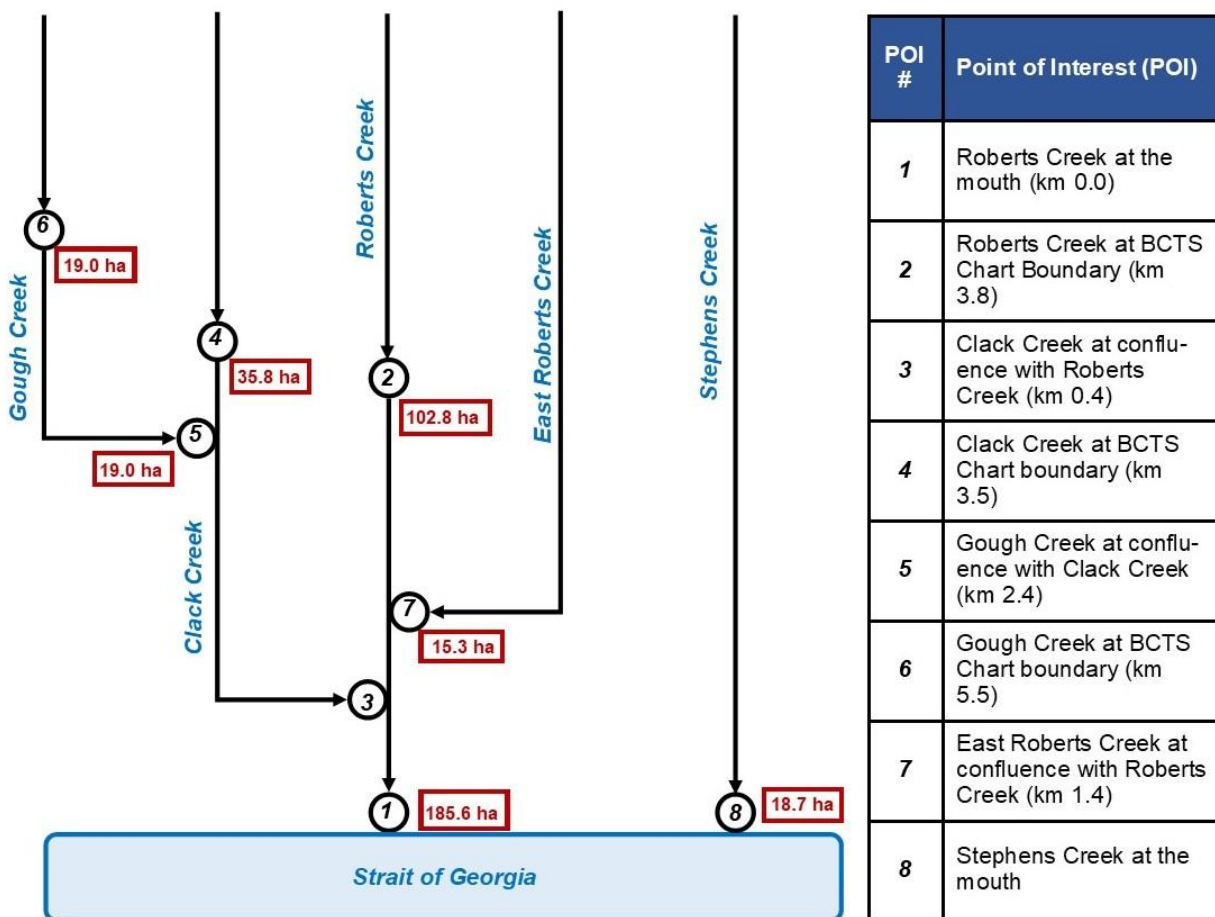 Gough Creek
Clack Creek
Roberts Creek
East Roberts Creek
Stephens Creek
6
19.0 ha
4
35.8 ha
2
102.8 ha
5
19.0 ha
7
15.3 ha
3
1
185.6 ha
8
18.7 ha
Strait of Georgia
POI
#
Point of Interest (POI)
1
Roberts Creek at the
mouth (km 0.0)
2
Roberts Creek at BCTS
Chart Boundary (km
3.8)
3
Clack Creek at conflu-
ence with Roberts
Creek (km 0.4)
4
Clack Creek at BCTS
Chart boundary (km
3.5)
5
Gough Creek at conflu-
ence with Clack Creek
(km 2.4)
6
Gough Creek at BCTS
Chart boundary (km
5.5)
7
East Roberts Creek at
confluence with Roberts
Creek (km 1.4)
8
Stephens Creek at the
mouth